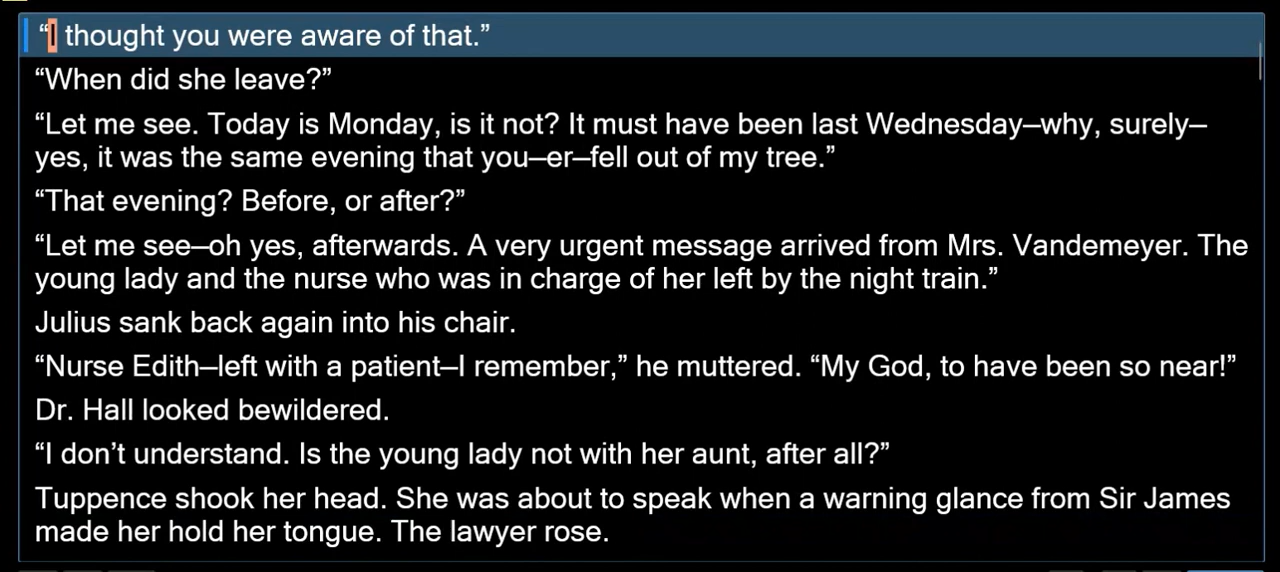 “I thought you were aware of that.”
“When did she leave?”
“Let me see. Today is Monday, is it not? It must have been last Wednesday—why, surely—
yes, it was the same evening that you—er—fell out of my tree.”
“That evening? Before, or after?”
“Let me see—oh yes, afterwards. A very urgent message arrived from Mrs. Vandemeyer. The
young lady and the nurse who was in charge of her left by the night train.”
Julius sank back again into his chair.
“Nurse Edith—left with a patient—I remember,” he muttered. “My God, to have been so near!”
Dr. Hall looked bewildered.
“I don’t understand. Is the young lady not with her aunt, after all?”
Tuppence shook her head. She was about to speak when a warning glance from Sir James
made her hold her tongue. The lawyer rose.